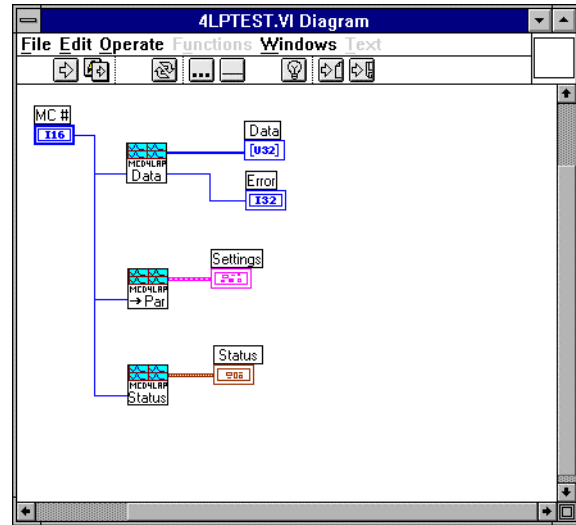 4LPTEST.VI Diagram
File Edit Operate Functions Windows Text
MC #
I16
Data
[U32]
MCD4LAP
Data
Error
I32
Settings
MCD4LAP
→ Par
Status
MCD4LAP
Status